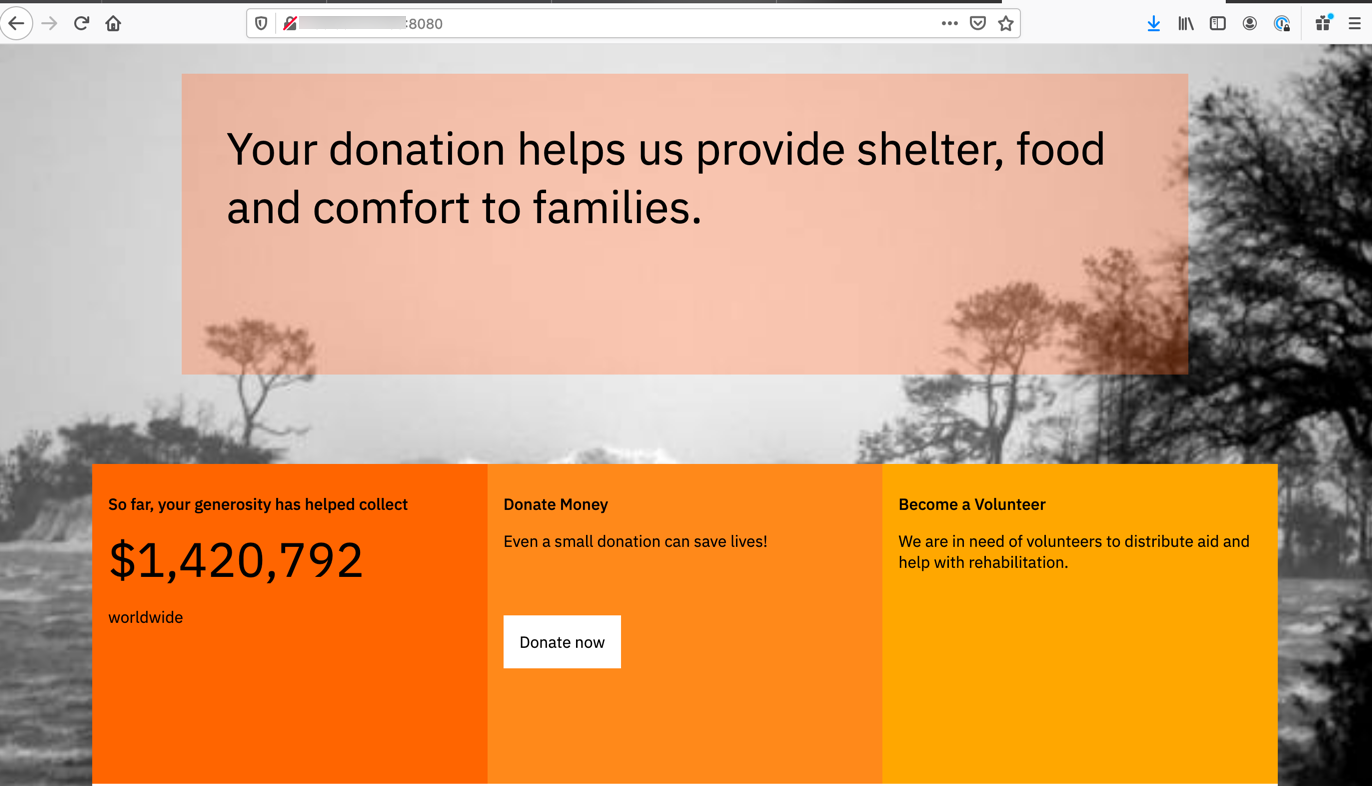 :8080
Your donation helps us provide shelter, food
and comfort to families.
So far, your generosity has helped collect
$1,420,792
worldwide
Donate Money
Even a small donation can save lives!
Donate now
Become a Volunteer
We are in need of volunteers to distribute aid and
help with rehabilitation.